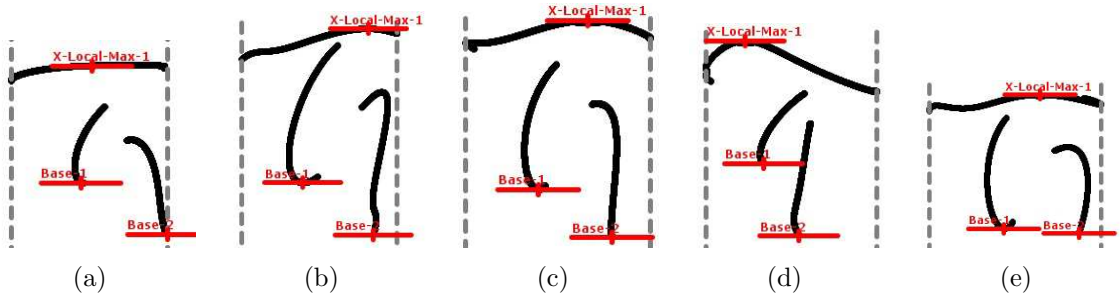 X-Local-Max-1 X-Local-Max-1 X-Local-Max-1 X-Local-Max-1 X-Local-Max-1
Base-1 Base-1 Base-1 Base-1 Base-1
Base-2 Base-2 Base-2 Base-2 Base-2
(a) (b) (c) (d) (e)